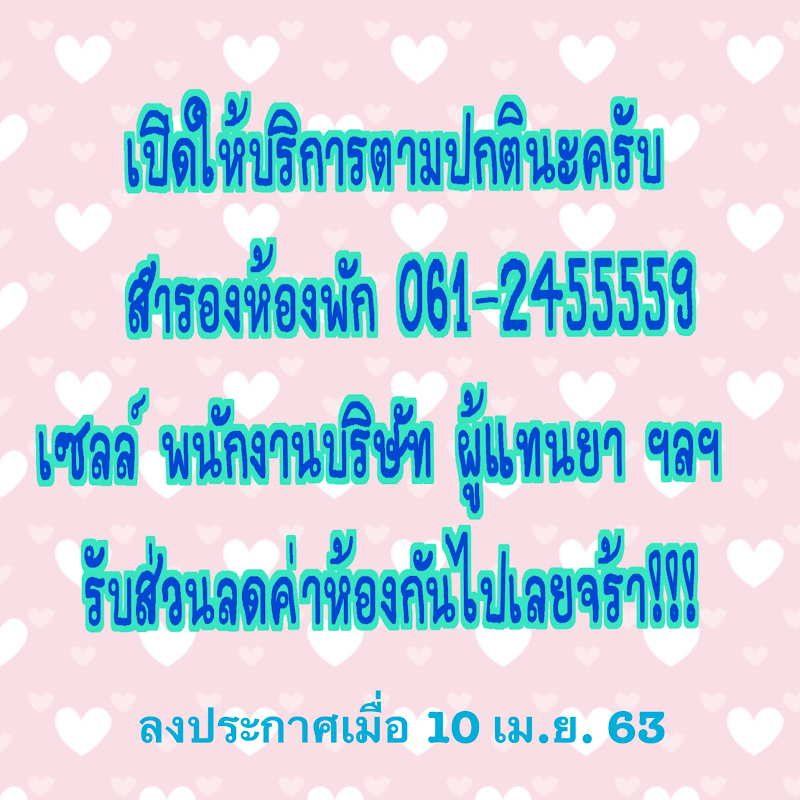 เปิดให้บริการตามปกตินะครับ
สำรองห้องพัก 061-2455559
เซลล์ พนักงานบริษัท ผู้แทนยา ฯลฯ
รับส่วนลดค่าห้องกันไปเลยจร้า!!!
ลงประกาศเมื่อ 10 เม.ย. 63